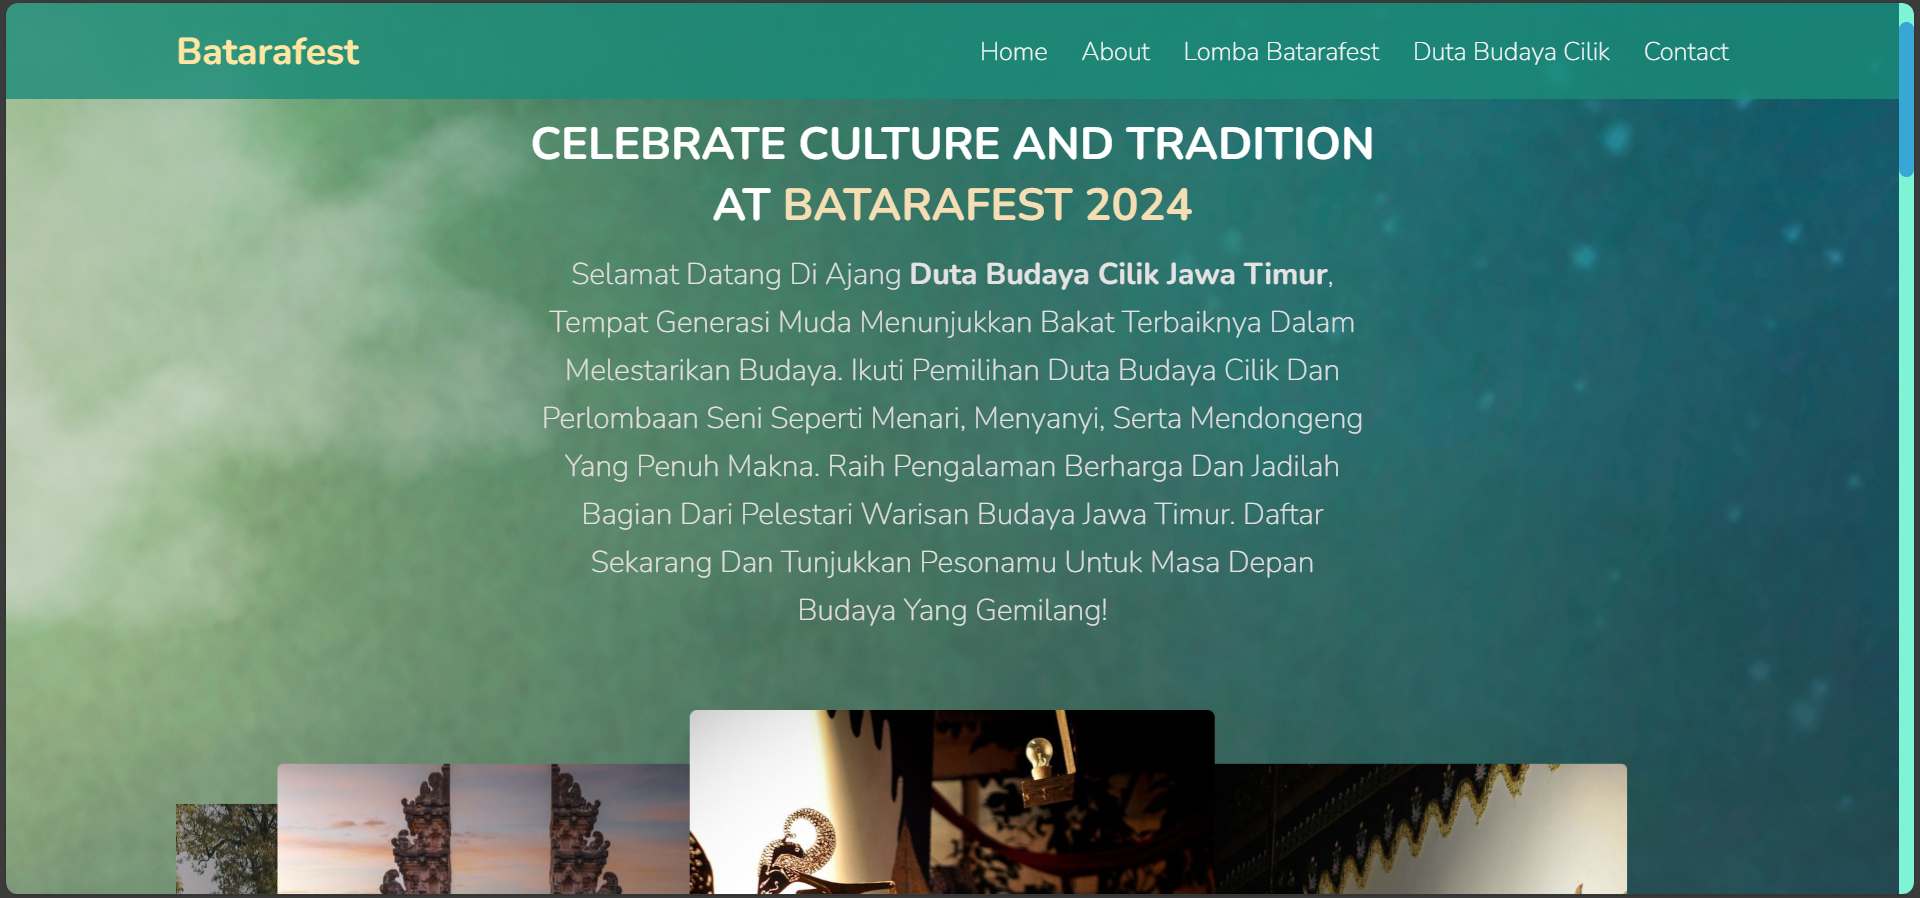 Batarafest
Home About Lomba Batarafest Duta Budaya Cilik Contact
CELEBRATE CULTURE AND TRADITION
AT BATARAFEST 2024
Selamat Datang Di Ajang Duta Budaya Cilik Jawa Timur,
Tempat Generasi Muda Menunjukkan Bakat Terbaiknya Dalam
Melestarikan Budaya. Ikuti Pemilihan Duta Budaya Cilik Dan
Perlombaan Seni Seperti Menari, Menyanyi, Serta Mendongeng
Yang Penuh Makna. Raih Pengalaman Berharga Dan Jadilah
Bagian Dari Pelestari Warisan Budaya Jawa Timur. Daftar
Sekarang Dan Tunjukkan Pesonamu Untuk Masa Depan
Budaya Yang Gemilang!